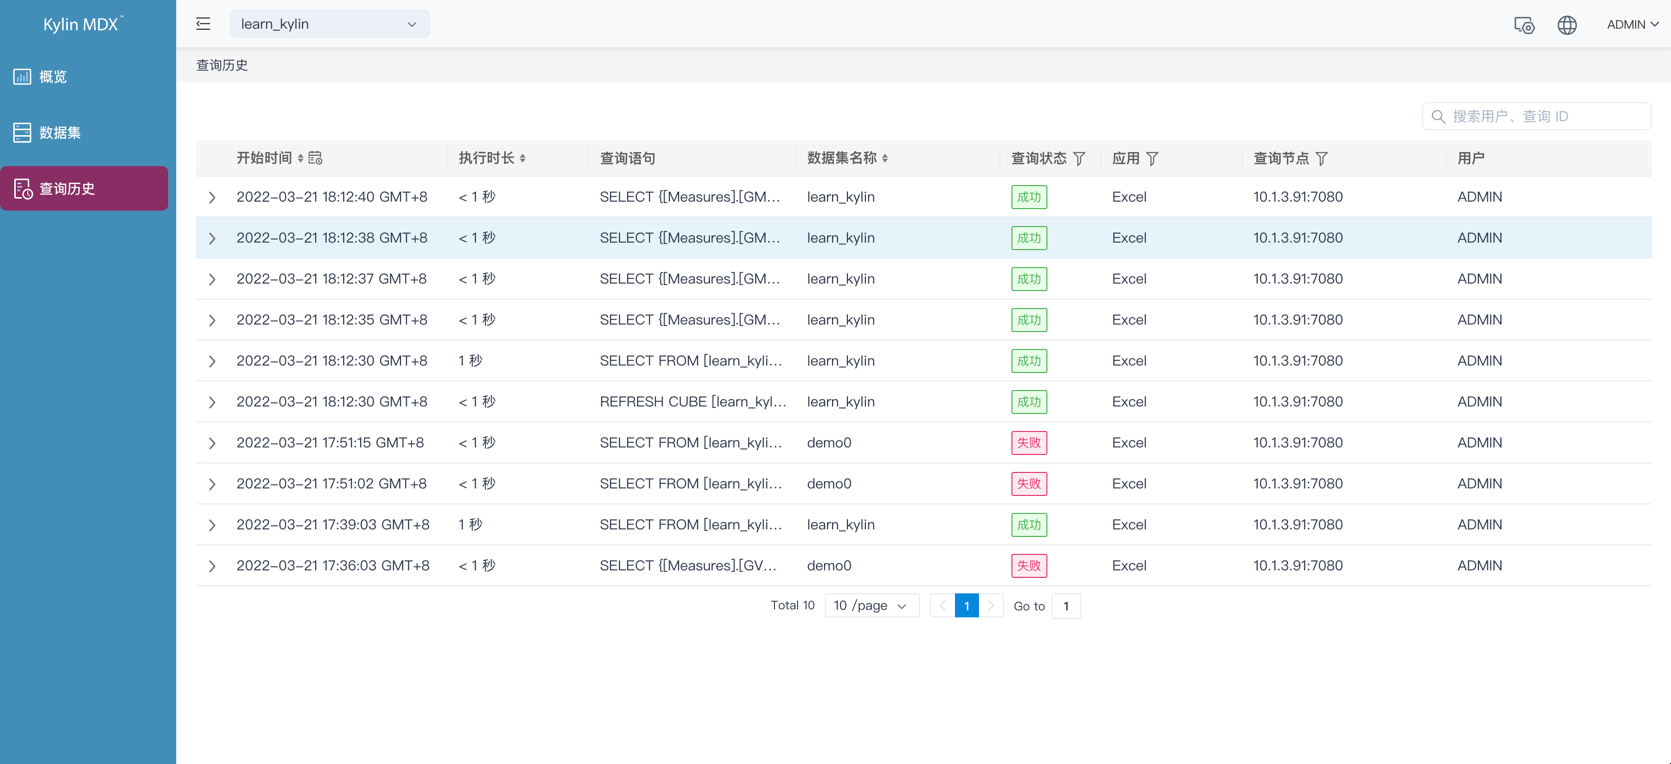 Kylin MDX™
learn_kylin
ADMIN
概览
数据集
查询历史
查询历史
搜索用户、查询 ID
开始时间 执行时长 查询语句 数据集名称 查询状态 应用 查询节点 用户
2022-03-21 18:12:40 GMT+8 < 1 秒 SELECT {[Measures].[GM... learn_kylin 成功 Excel 10.1.3.91:7080 ADMIN
2022-03-21 18:12:38 GMT+8 < 1 秒 SELECT {[Measures].[GM... learn_kylin 成功 Excel 10.1.3.91:7080 ADMIN
2022-03-21 18:12:37 GMT+8 < 1 秒 SELECT {[Measures].[GM... learn_kylin 成功 Excel 10.1.3.91:7080 ADMIN
2022-03-21 18:12:35 GMT+8 < 1 秒 SELECT {[Measures].[GM... learn_kylin 成功 Excel 10.1.3.91:7080 ADMIN
2022-03-21 18:12:30 GMT+8 1 秒 SELECT FROM [learn_kyli... learn_kylin 成功 Excel 10.1.3.91:7080 ADMIN
2022-03-21 18:12:30 GMT+8 < 1 秒 REFRESH CUBE [learn_kyl... learn_kylin 成功 Excel 10.1.3.91:7080 ADMIN
2022-03-21 17:51:15 GMT+8 < 1 秒 SELECT FROM [learn_kyli... demo0 失败 Excel 10.1.3.91:7080 ADMIN
2022-03-21 17:51:02 GMT+8 < 1 秒 SELECT FROM [learn_kyli... demo0 失败 Excel 10.1.3.91:7080 ADMIN
2022-03-21 17:39:03 GMT+8 1 秒 SELECT FROM [learn_kyli... learn_kylin 成功 Excel 10.1.3.91:7080 ADMIN
2022-03-21 17:36:03 GMT+8 < 1 秒 SELECT {[Measures].[GV... demo0 失败 Excel 10.1.3.91:7080 ADMIN
Total 10 10 /page 1 Go to 1